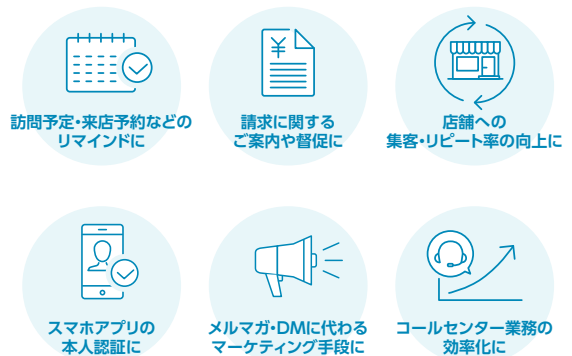 ¥
訪問予定・来店予約などの
リマインドに
請求に関する
ご案内や督促に
店舗への
集客・リピート率の向上に
スマホアプリの
本人認証に
メルマガ・DMに代わる
マーケティング手段に
コールセンター業務の
効率化に